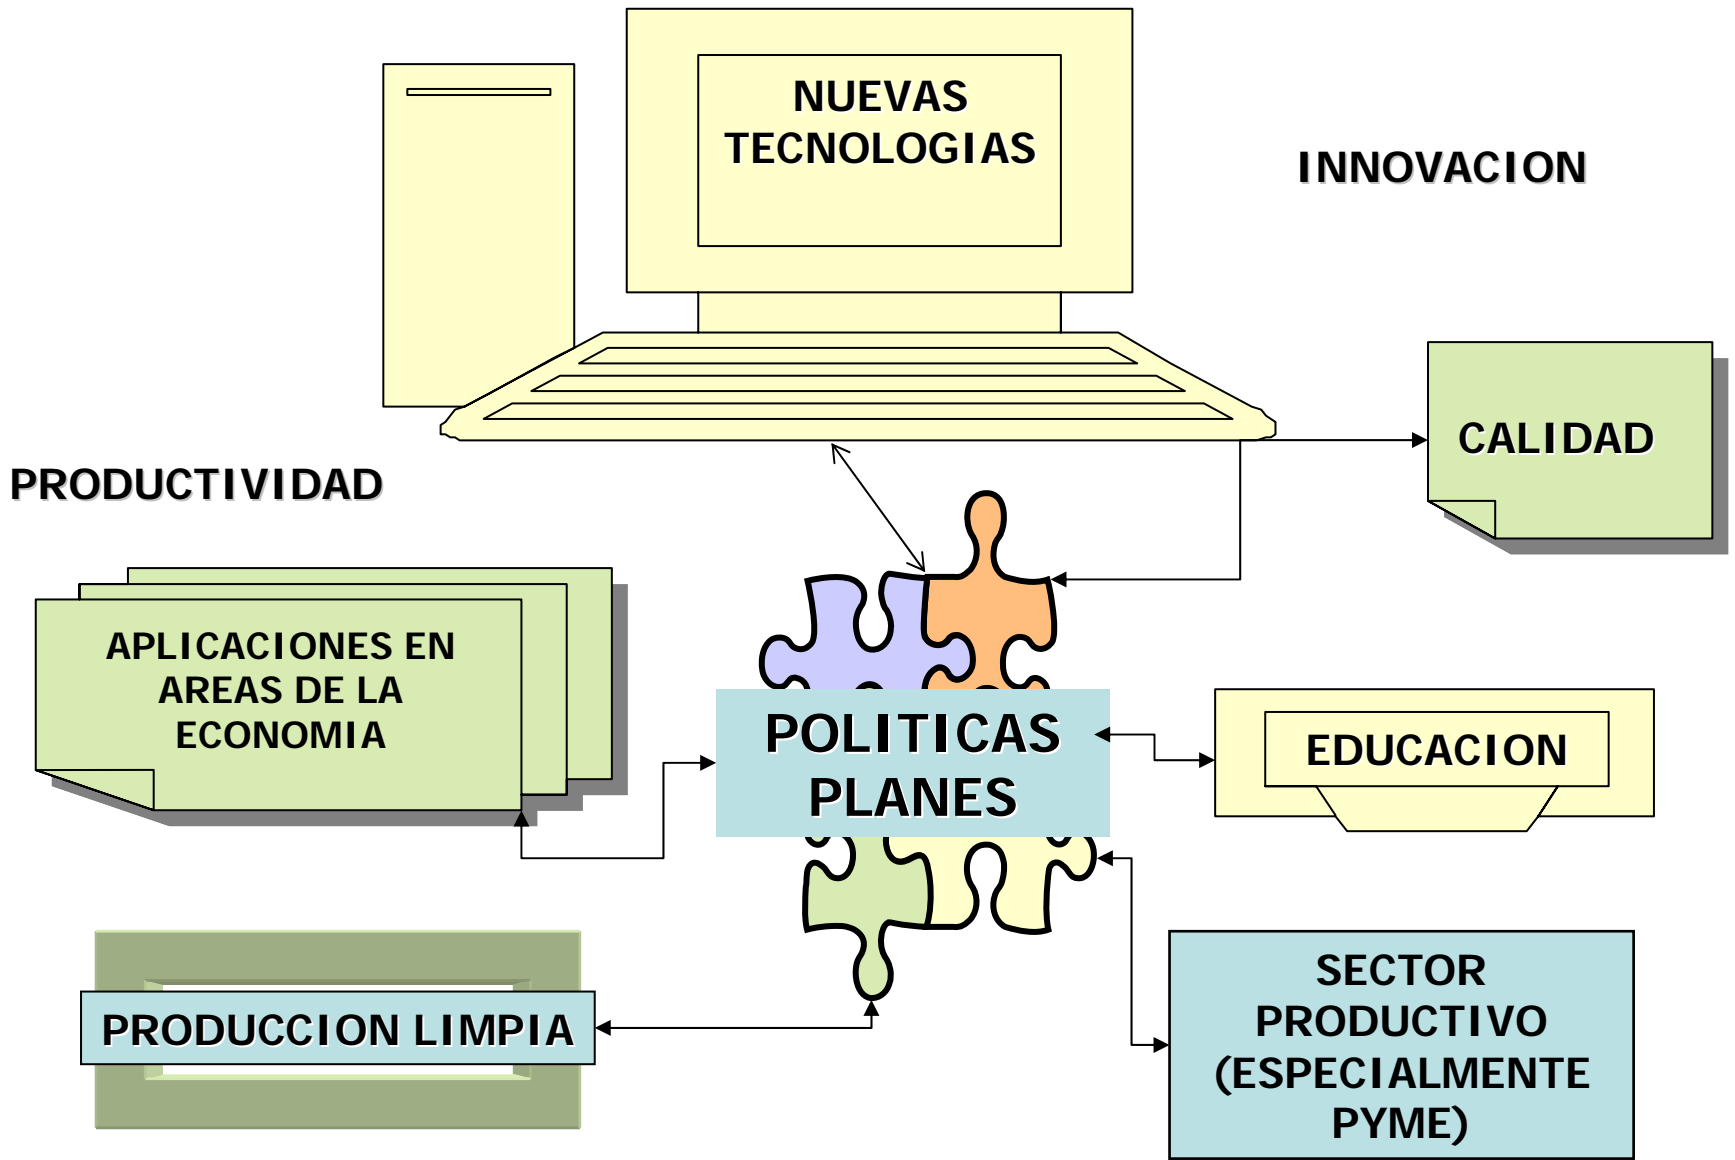 NUEVAS
TECNOLOGIAS
INNOVACION
CALIDAD
PRODUCTIVIDAD
APLICACIONES EN
AREAS DE LA
ECONOMIA
POLITICAS
PLANES
EDUCACION
PRODUCCION LIMPIA
SECTOR
PRODUCTIVO
(ESPECIALMENTE
PYME)